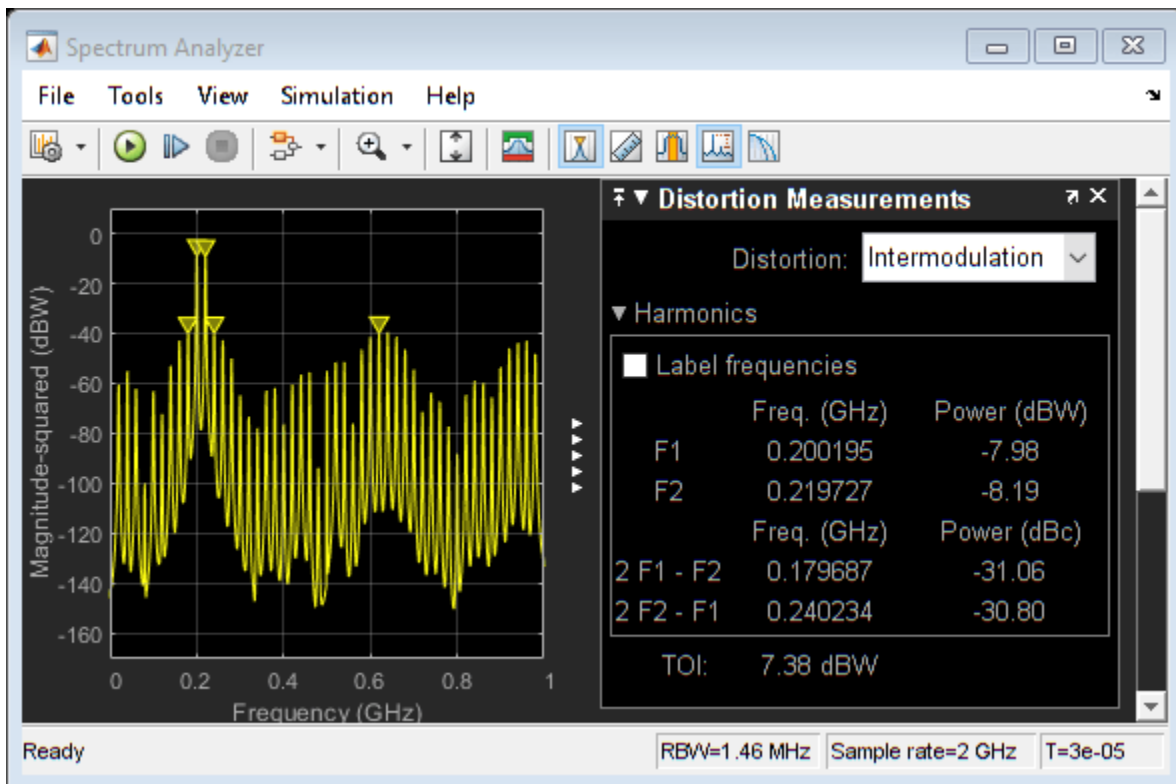 Spectrum Analyzer
File Tools View Simulation Help
Distortion Measurements
Distortion: Intermodulation
Harmonics
Label frequencies
Freq. (GHz) Power (dBW)
F1 0.200195 -7.98
F2 0.219727 -8.19
Freq. (GHz) Power (dBc)
2 F1 - F2 0.179687 -31.06
2 F2 - F1 0.240234 -30.80
TOI: 7.38 dBW
Magnitude-squared (dBW)
0
-20
-40
-60
-80
-100
-120
-140
-160
0 0.2 0.4 0.6 0.8 1
Frequency (GHz)
Ready RBW=1.46 MHz Sample rate=2 GHz T=3e-05